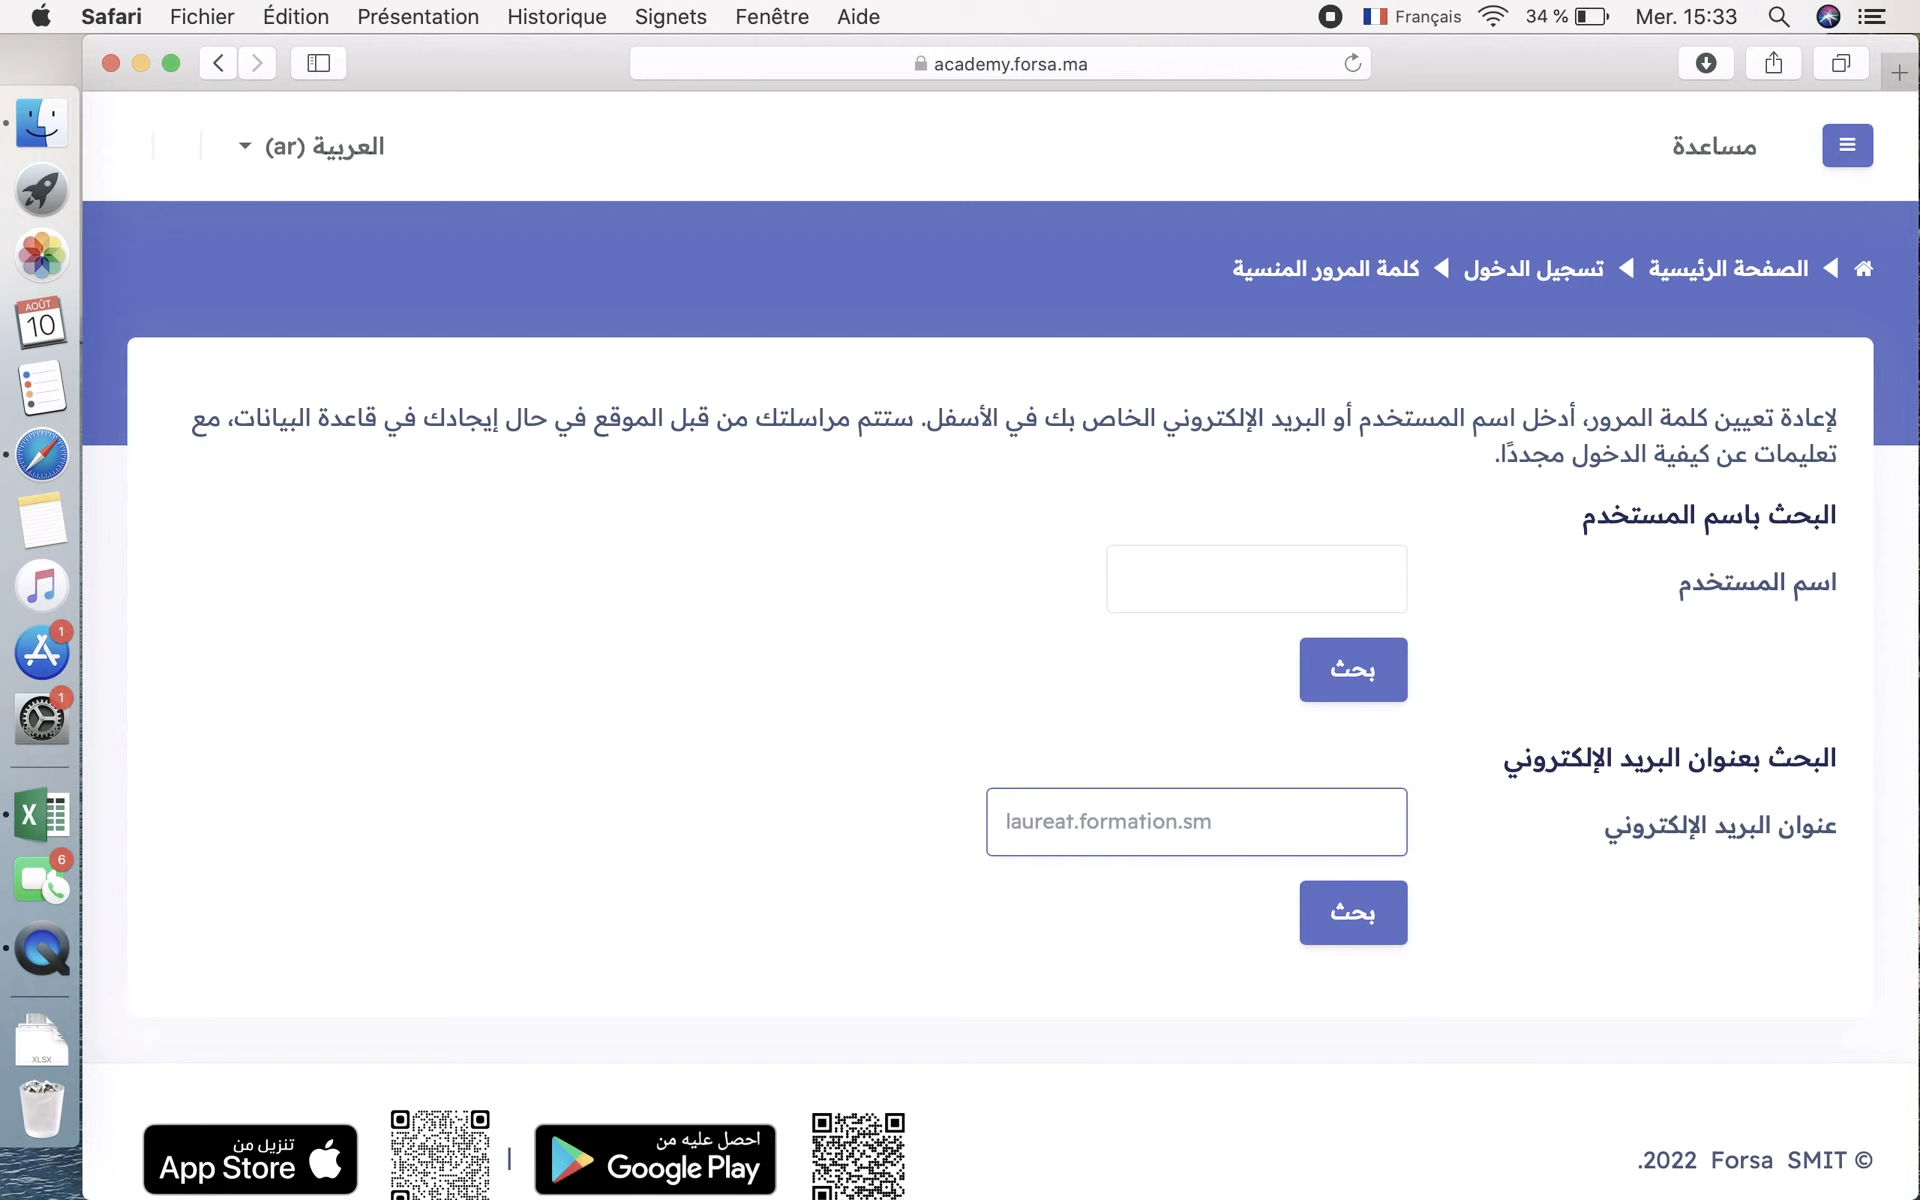 Safari Fichier Édition Présentation Historique Signets Fenêtre Aide Français 34 % Mer. 15:33
academy.forsa.ma
مساعدة
العربية ‎(ar)‎
الصفحة الرئيسية
تسجيل الدخول
كلمة المرور المنسية
لإعادة تعيين كلمة المرور، أدخل اسم المستخدم أو البريد الإلكتروني الخاص بك في الأسفل. ستتم مراسلتك من قبل الموقع في حال إيجادك في قاعدة البيانات، مع
تعليمات عن كيفية الدخول مجددًا.
البحث باسم المستخدم
اسم المستخدم
بحث
البحث بعنوان البريد الإلكتروني
عنوان البريد الإلكتروني
laureat.formation.sm
بحث
AOÛT
10
1
1
X
6
XLSX
تنزيل من
App Store
|
احصل عليه من
Google Play
.2022 Forsa SMIT ©